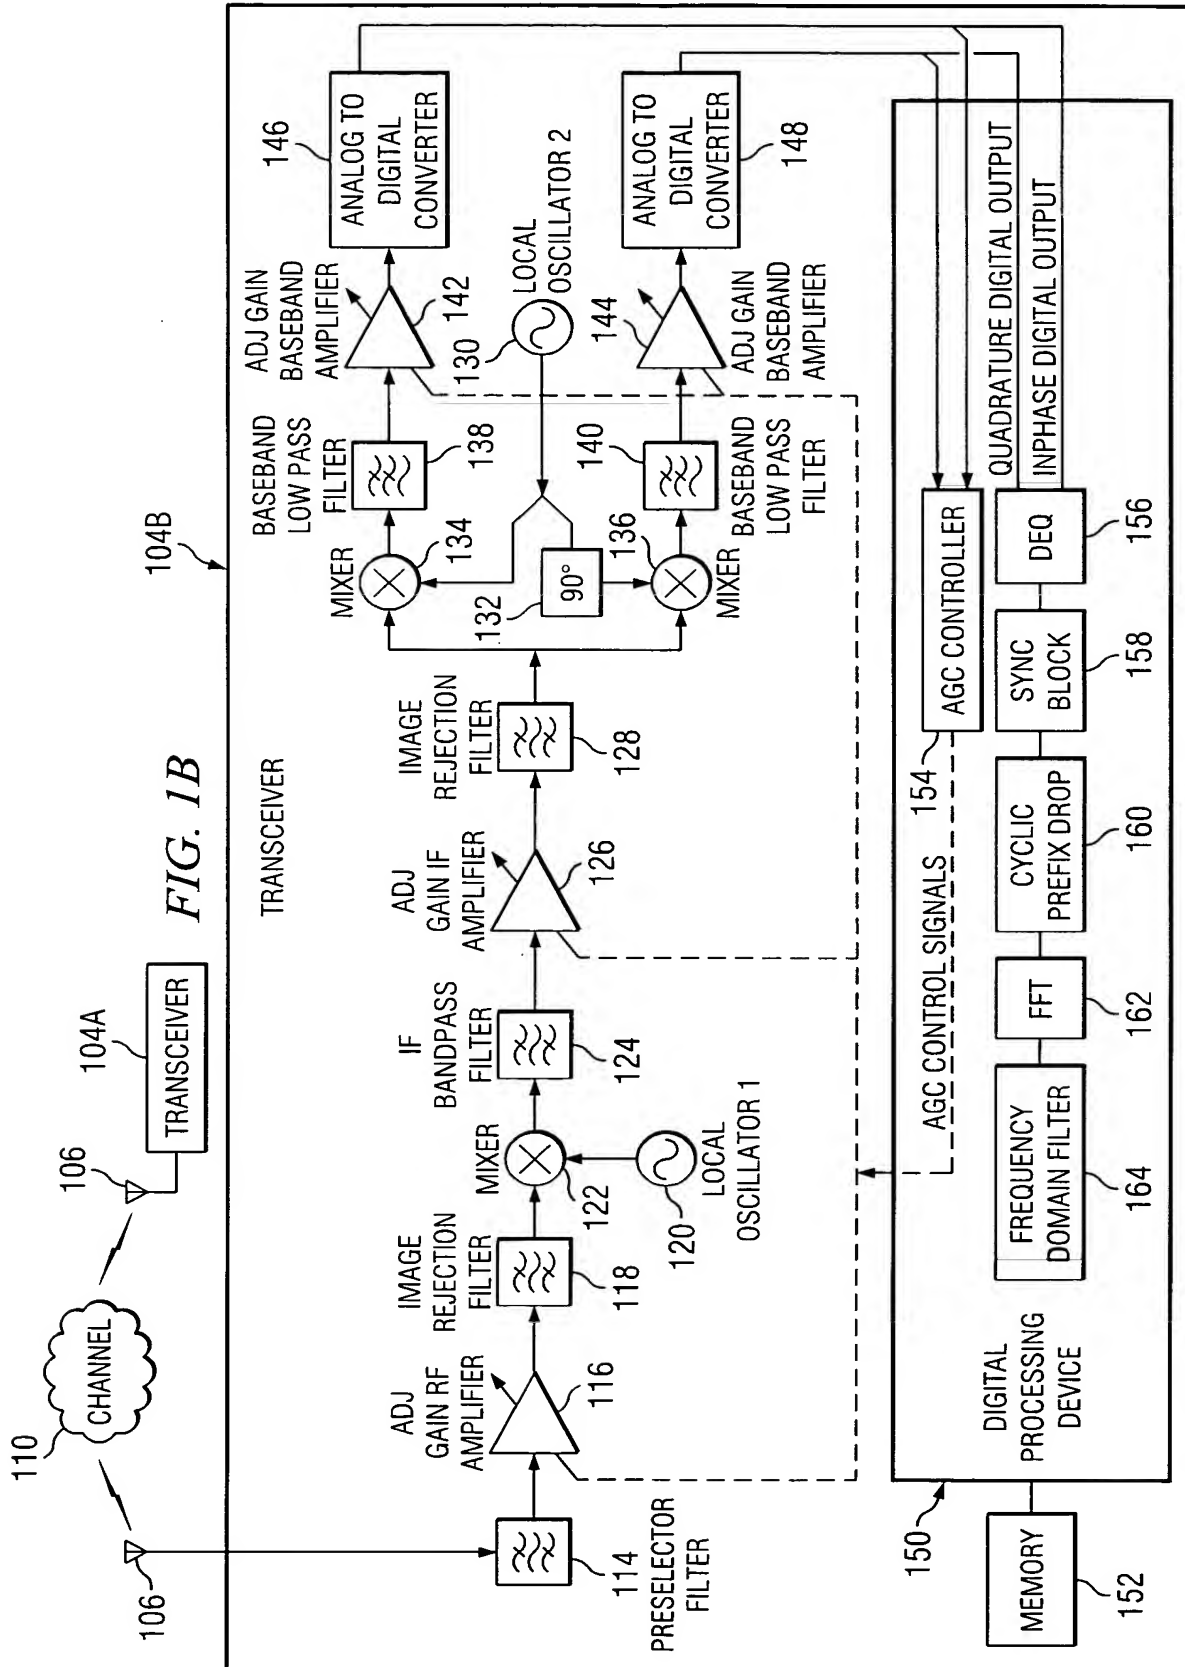 FIG. 1B
110
CHANNEL
106
106
104A
TRANSCEIVER
104B
TRANSCEIVER
114
PRESELECTOR
FILTER
ADJ
GAIN RF
AMPLIFIER
116
IMAGE
REJECTION
FILTER
118
MIXER
122
120
LOCAL
OSCILLATOR 1
IF
BANDPASS
FILTER
124
ADJ
GAIN IF
AMPLIFIER
126
IMAGE
REJECTION
FILTER
128
MIXER
134
BASEBAND
LOW PASS
FILTER
138
ADJ GAIN
BASEBAND
AMPLIFIER
142
146
ANALOG TO
DIGITAL
CONVERTER
130
LOCAL
OSCILLATOR 2
132
90°
136
MIXER
140
BASEBAND
LOW PASS
FILTER
144
ADJ GAIN
BASEBAND
AMPLIFIER
ANALOG TO
DIGITAL
CONVERTER
148
AGC CONTROL SIGNALS
154
AGC CONTROLLER
QUADRATURE DIGITAL OUTPUT
INPHASE DIGITAL OUTPUT
DEQ
156
SYNC
BLOCK
158
CYCLIC
PREFIX DROP
160
FFT
162
FREQUENCY
DOMAIN FILTER
164
DIGITAL
PROCESSING
DEVICE
150
MEMORY
152